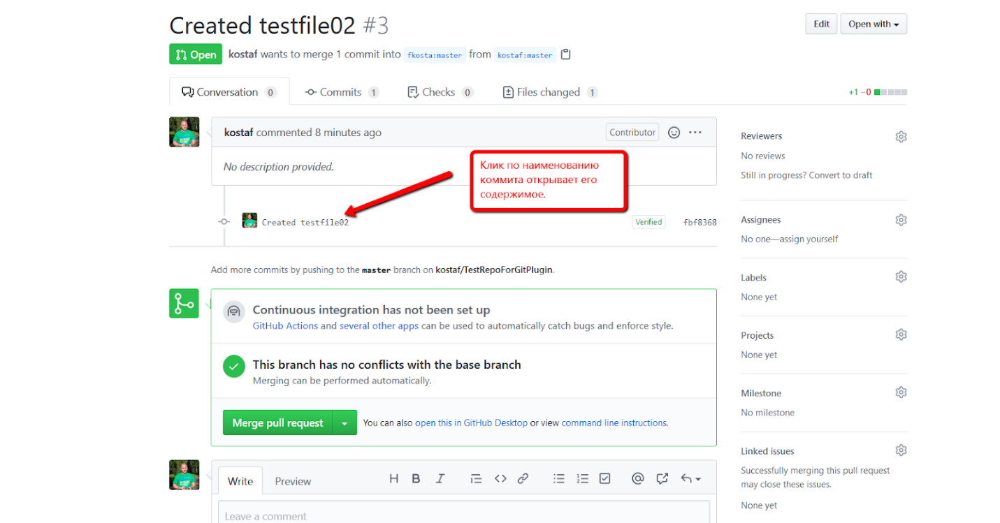 Created testfile02 #3
Edit
Open with
Open
kostaf wants to merge 1 commit into fkosta:master from kostaf:master
Conversation 0
Commits 1
Checks 0
Files changed 1
+1 −0
kostaf commented 8 minutes ago
Contributor
No description provided.
Клик по наименованию
коммита открывает его
содержимое.
Created testfile02
Verified
fbf8368
Add more commits by pushing to the master branch on kostaf/TestRepoForGitPlugin.
Continuous integration has not been set up
GitHub Actions and several other apps can be used to automatically catch bugs and enforce style.
This branch has no conflicts with the base branch
Merging can be performed automatically.
Merge pull request
You can also open this in GitHub Desktop or view command line instructions.
Write
Preview
H B I
Leave a comment
Reviewers
No reviews
Still in progress? Convert to draft
Assignees
No one—assign yourself
Labels
None yet
Projects
None yet
Milestone
No milestone
Linked issues
Successfully merging this pull request
may close these issues.
None yet